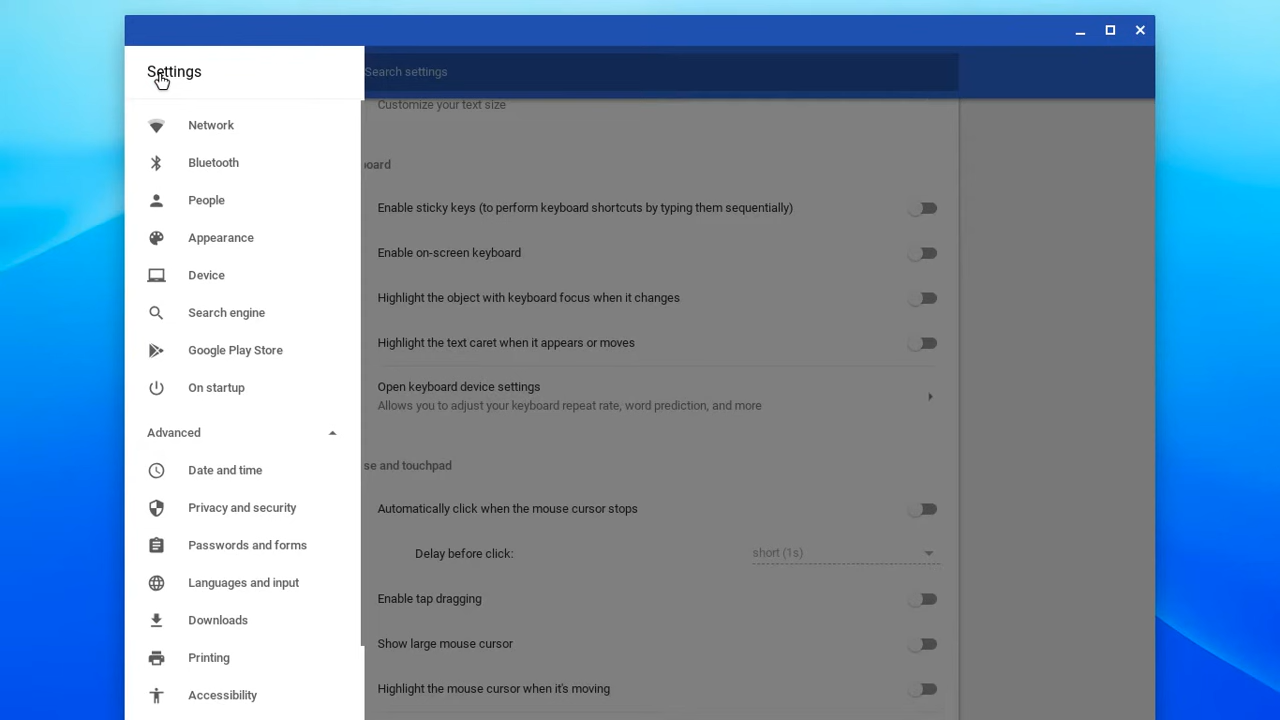 Settings
Search settings
Customize your text size
Network
Bluetooth
People
Appearance
Device
Search engine
Google Play Store
On startup
Advanced
Date and time
Privacy and security
Passwords and forms
Languages and input
Downloads
Printing
Accessibility
oard
Enable sticky keys (to perform keyboard shortcuts by typing them sequentially)
Enable on-screen keyboard
Highlight the object with keyboard focus when it changes
Highlight the text caret when it appears or moves
Open keyboard device settings
Allows you to adjust your keyboard repeat rate, word prediction, and more
se and touchpad
Automatically click when the mouse cursor stops
Delay before click:
short (1s)
Enable tap dragging
Show large mouse cursor
Highlight the mouse cursor when it's moving